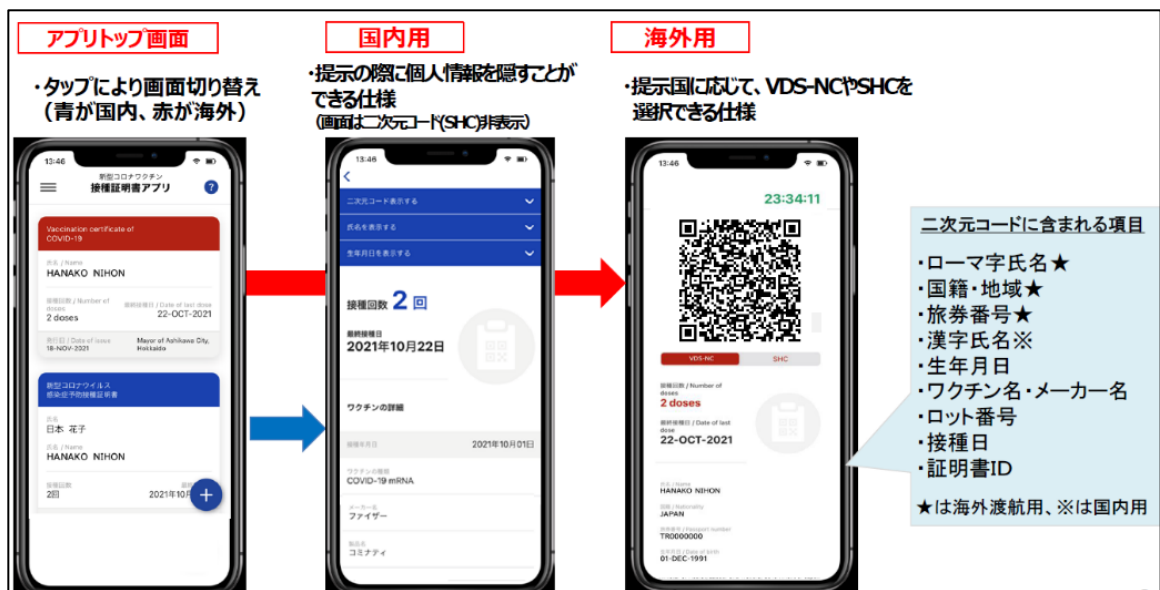 アプリトップ画面
・タップにより画面切り替え
（青が国内、赤が海外）
13:46
新型コロナワクチン
接種証明書アプリ
?
Vaccination certificate of
COVID-19
氏名 / Name
HANAKO NIHON
接種回数 / Number of
doses
2 doses
最終接種日 / Date of last dose
22-OCT-2021
発行日 / Date of issue
18-NOV-2021
Mayor of Ashikawa City,
Hokkaido
新型コロナウイルス
感染症予防接種証明書
氏名
日本 花子
氏名 / Name
HANAKO NIHON
接種回数
2回
2021年10月
+
国内用
・提示の際に個人情報を隠すことが
できる仕様
（画面は二次元コード(SHC)非表示）
13:46
二次元コード表示する
氏名を表示する
生年月日を表示する
接種回数 2 回
最終接種日
2021年10月22日
ワクチンの詳細
接種年月日
2021年10月01日
ワクチンの種類
COVID-19 mRNA
メーカー名
ファイザー
製品名
コミナティ
海外用
・提示国に応じて、VDS-NCやSHCを
選択できる仕様
13:46
23:34:11
VDS-NC
SHC
接種回数 / Number of
doses
2 doses
最終接種日 / Date of last
dose
22-OCT-2021
氏名 / Name
HANAKO NIHON
国籍 / Nationality
JAPAN
旅券番号 / Passport number
TR0000000
生年月日 / Date of birth
01-DEC-1991
二次元コードに含まれる項目
・ローマ字氏名★
・国籍・地域★
・旅券番号★
・漢字氏名※
・生年月日
・ワクチン名・メーカー名
・ロット番号
・接種日
・証明書ID
★は海外渡航用、※は国内用